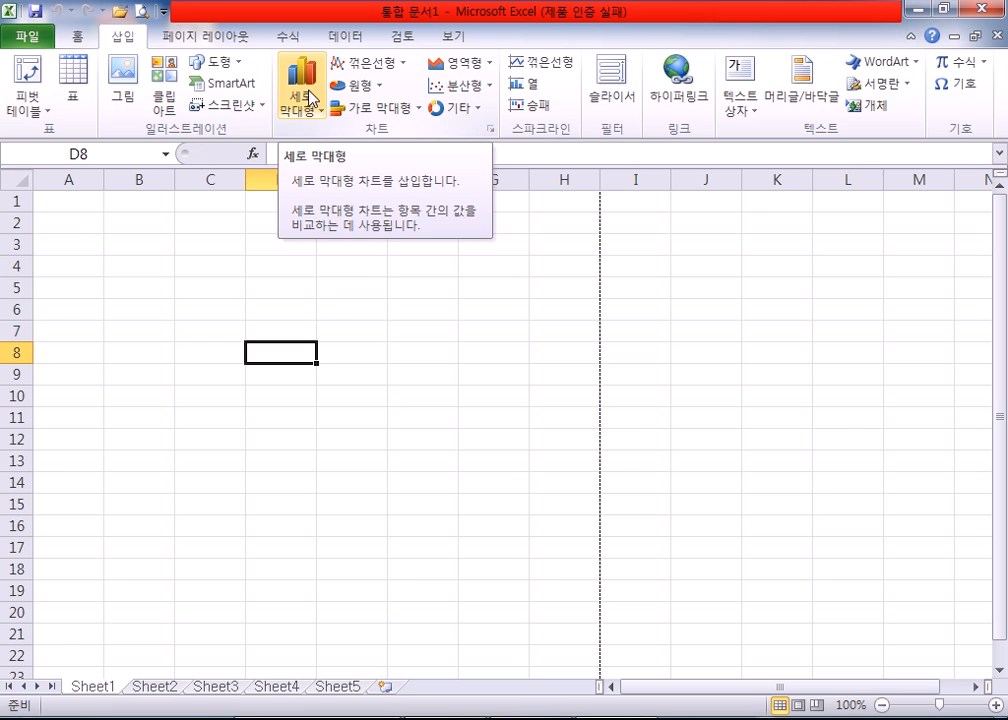 통합 문서1 - Microsoft Excel (제품 인증 실패)
파일 홈 삽입 페이지 레이아웃 수식 데이터 검토 보기
피벗 테이블
표
표
그림
클립 아트
도형
SmartArt
스크린샷
일러스트레이션
세로 막대형
꺾은선형
원형
가로 막대형
영역형
분산형
기타
차트
꺾은선형
열
승패
스파크라인
슬라이서
필터
하이퍼링크
링크
가
텍스트 상자
머리글/바닥글
WordArt
서명란
개체
텍스트
π 수식
Ω 기호
기호
D8 fx
세로 막대형
세로 막대형 차트를 삽입합니다.
세로 막대형 차트는 항목 간의 값을
비교하는 데 사용됩니다.
A B C G H I J K L M N
1
2
3
4
5
6
7
8
9
10
11
12
13
14
15
16
17
18
19
20
21
22
23
Sheet1 Sheet2 Sheet3 Sheet4 Sheet5
준비 100%